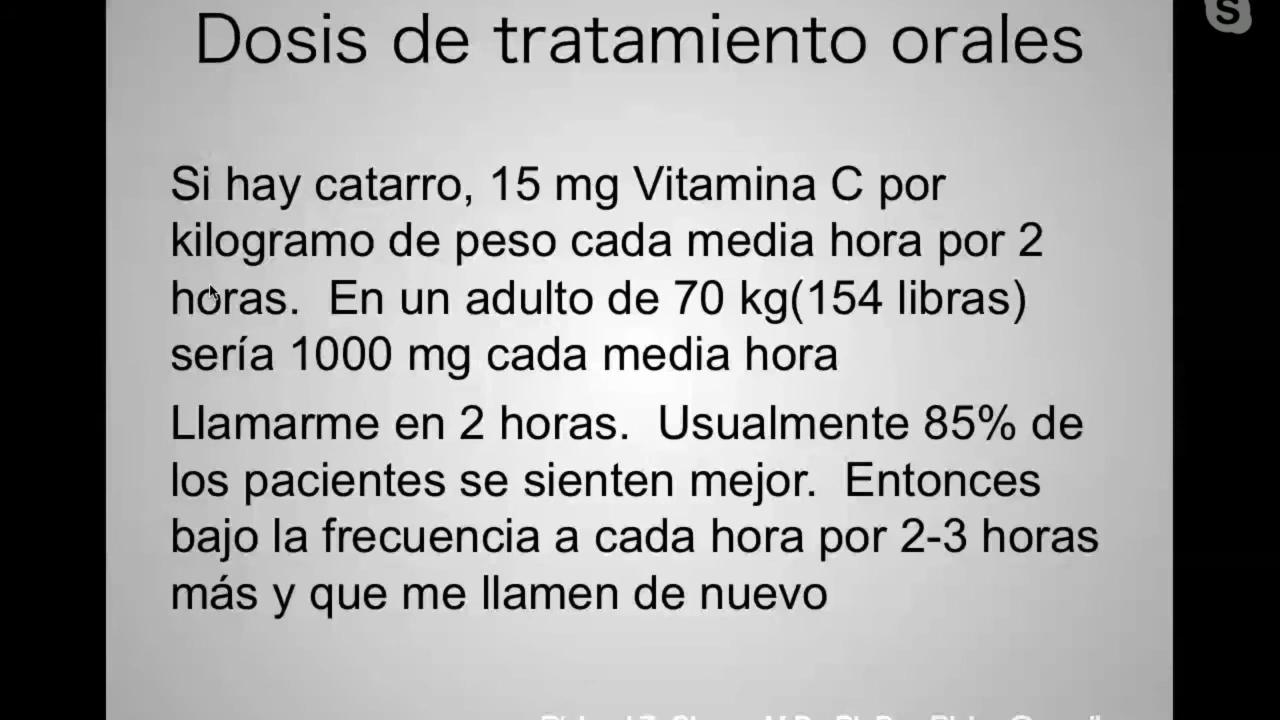 Dosis de tratamiento orales
Si hay catarro, 15 mg Vitamina C por
kilogramo de peso cada media hora por 2
horas. En un adulto de 70 kg(154 libras)
sería 1000 mg cada media hora
Llamarme en 2 horas. Usualmente 85% de
los pacientes se sienten mejor. Entonces
bajo la frecuencia a cada hora por 2-3 horas
más y que me llamen de nuevo